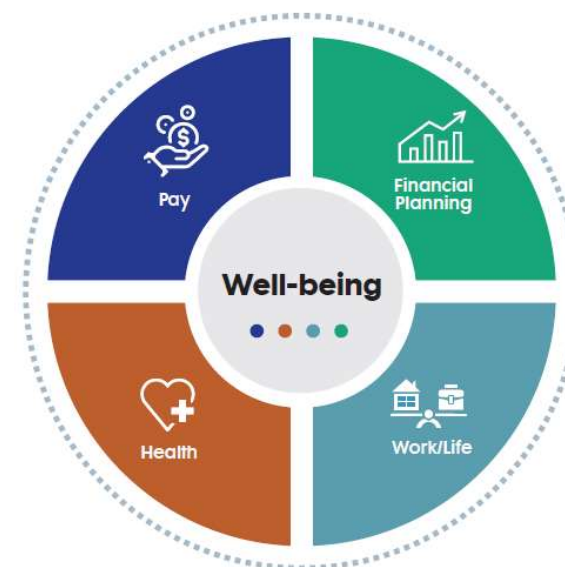 Pay
Financial
Planning
Well-being
Health
Work/Life